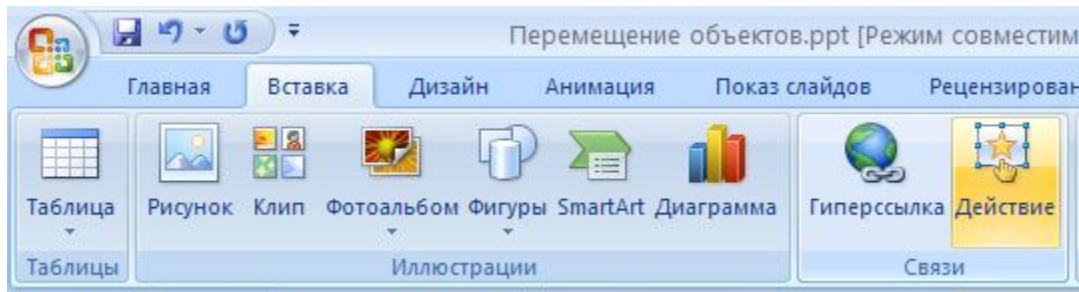 Перемещение объектов.ppt [Режим совместим
Главная Вставка Дизайн Анимация Показ слайдов Рецензирован
Таблица Рисунок Клип Фотоальбом Фигуры SmartArt Диаграмма Гиперссылка Действие
Таблицы Иллюстрации Связи